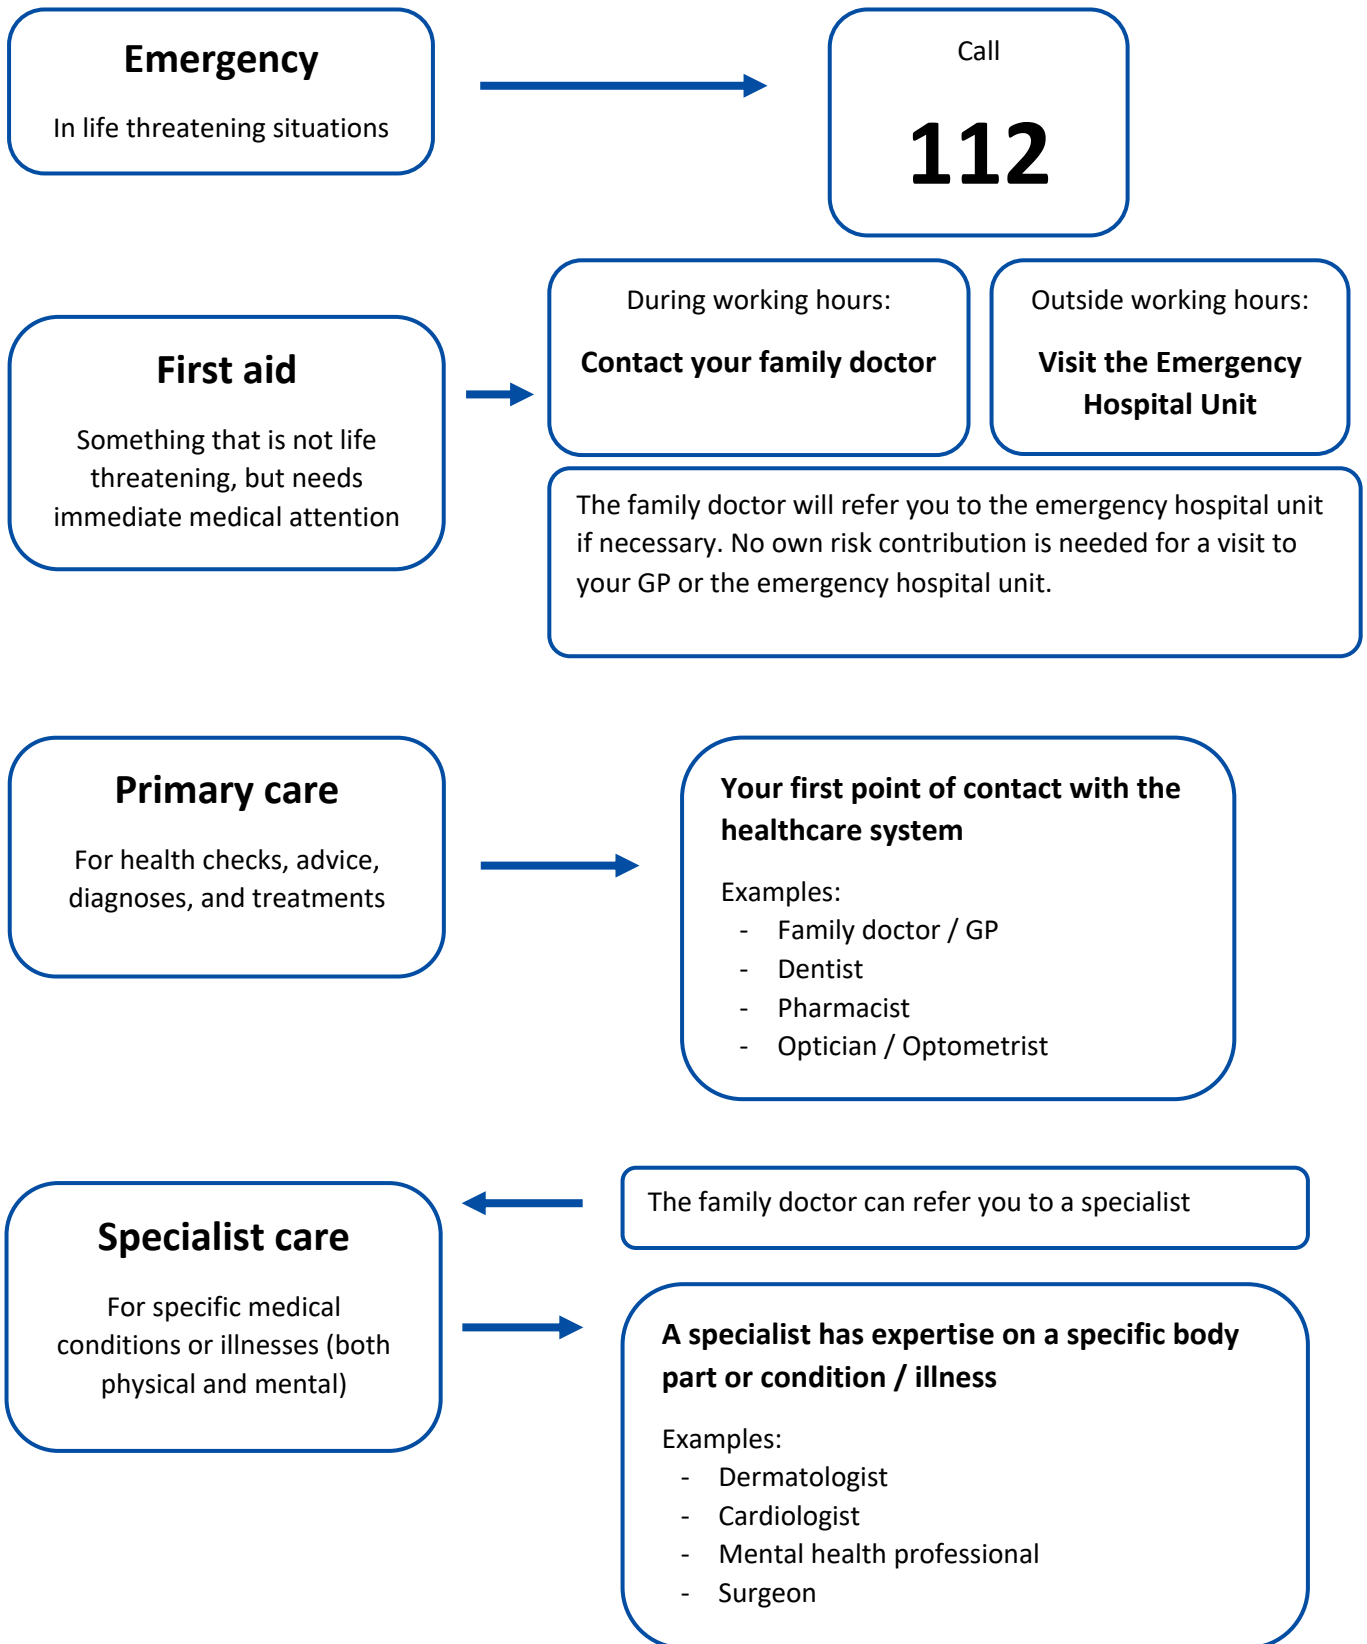 Emergency
In life threatening situations
Call
112
First aid
Something that is not life
threatening, but needs
immediate medical attention
During working hours:
Contact your family doctor
Outside working hours:
Visit the Emergency
Hospital Unit
The family doctor will refer you to the emergency hospital unit
if necessary. No own risk contribution is needed for a visit to
your GP or the emergency hospital unit.
Primary care
For health checks, advice,
diagnoses, and treatments
Your first point of contact with the
healthcare system
Examples:
- Family doctor / GP
- Dentist
- Pharmacist
- Optician / Optometrist
Specialist care
For specific medical
conditions or illnesses (both
physical and mental)
The family doctor can refer you to a specialist
A specialist has expertise on a specific body
part or condition / illness
Examples:
- Dermatologist
- Cardiologist
- Mental health professional
- Surgeon